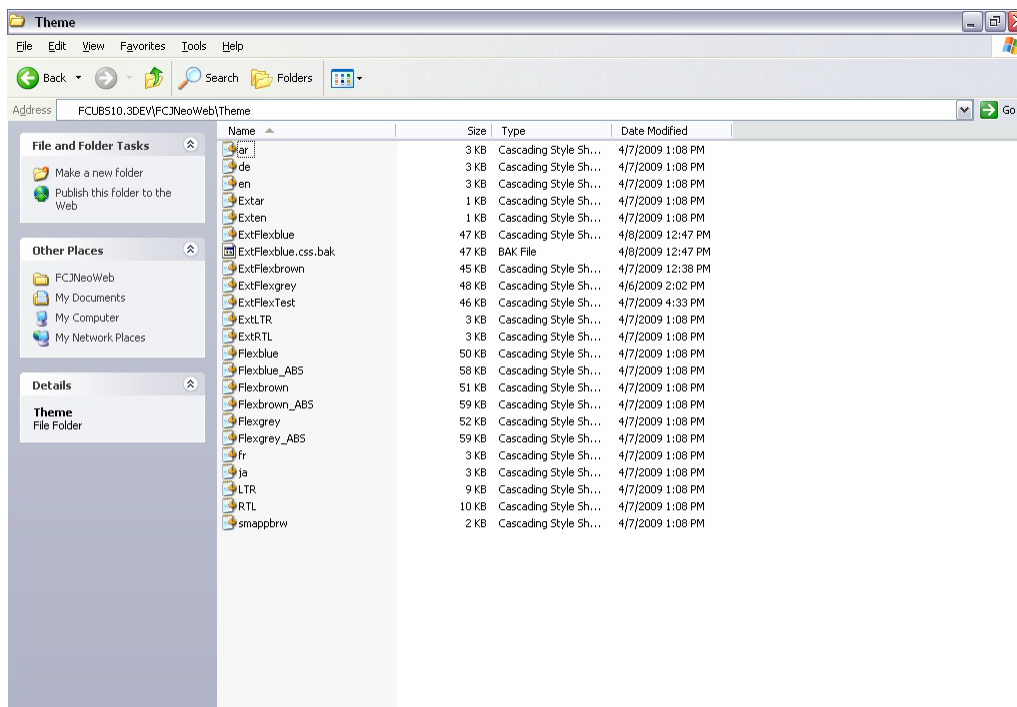 Theme
File Edit View Favorites Tools Help
Back Search Folders
Address FCUBS10.3DEV\FCJNeoWeb\Theme Go
File and Folder Tasks
Make a new folder
Publish this folder to the
Web
Other Places
FCJNeoWeb
My Documents
My Computer
My Network Places
Details
Theme
File Folder
Name Size Type Date Modified
ar 3 KB Cascading Style Sh... 4/7/2009 1:08 PM
de 3 KB Cascading Style Sh... 4/7/2009 1:08 PM
en 3 KB Cascading Style Sh... 4/7/2009 1:08 PM
Extar 1 KB Cascading Style Sh... 4/7/2009 1:08 PM
Exten 1 KB Cascading Style Sh... 4/7/2009 1:08 PM
ExtFlexblue 47 KB Cascading Style Sh... 4/8/2009 12:47 PM
ExtFlexblue.css.bak 47 KB BAK File 4/8/2009 12:47 PM
ExtFlexbrown 45 KB Cascading Style Sh... 4/7/2009 12:38 PM
ExtFlexgrey 48 KB Cascading Style Sh... 4/6/2009 2:02 PM
ExtFlexTest 46 KB Cascading Style Sh... 4/7/2009 4:33 PM
ExtLTR 3 KB Cascading Style Sh... 4/7/2009 1:08 PM
ExtRTL 3 KB Cascading Style Sh... 4/7/2009 1:08 PM
Flexblue 50 KB Cascading Style Sh... 4/7/2009 1:08 PM
Flexblue_ABS 58 KB Cascading Style Sh... 4/7/2009 1:08 PM
Flexbrown 51 KB Cascading Style Sh... 4/7/2009 1:08 PM
Flexbrown_ABS 59 KB Cascading Style Sh... 4/7/2009 1:08 PM
Flexgrey 52 KB Cascading Style Sh... 4/7/2009 1:08 PM
Flexgrey_ABS 59 KB Cascading Style Sh... 4/7/2009 1:08 PM
fr 3 KB Cascading Style Sh... 4/7/2009 1:08 PM
ja 3 KB Cascading Style Sh... 4/7/2009 1:08 PM
LTR 9 KB Cascading Style Sh... 4/7/2009 1:08 PM
RTL 10 KB Cascading Style Sh... 4/7/2009 1:08 PM
smappbrw 2 KB Cascading Style Sh... 4/7/2009 1:08 PM